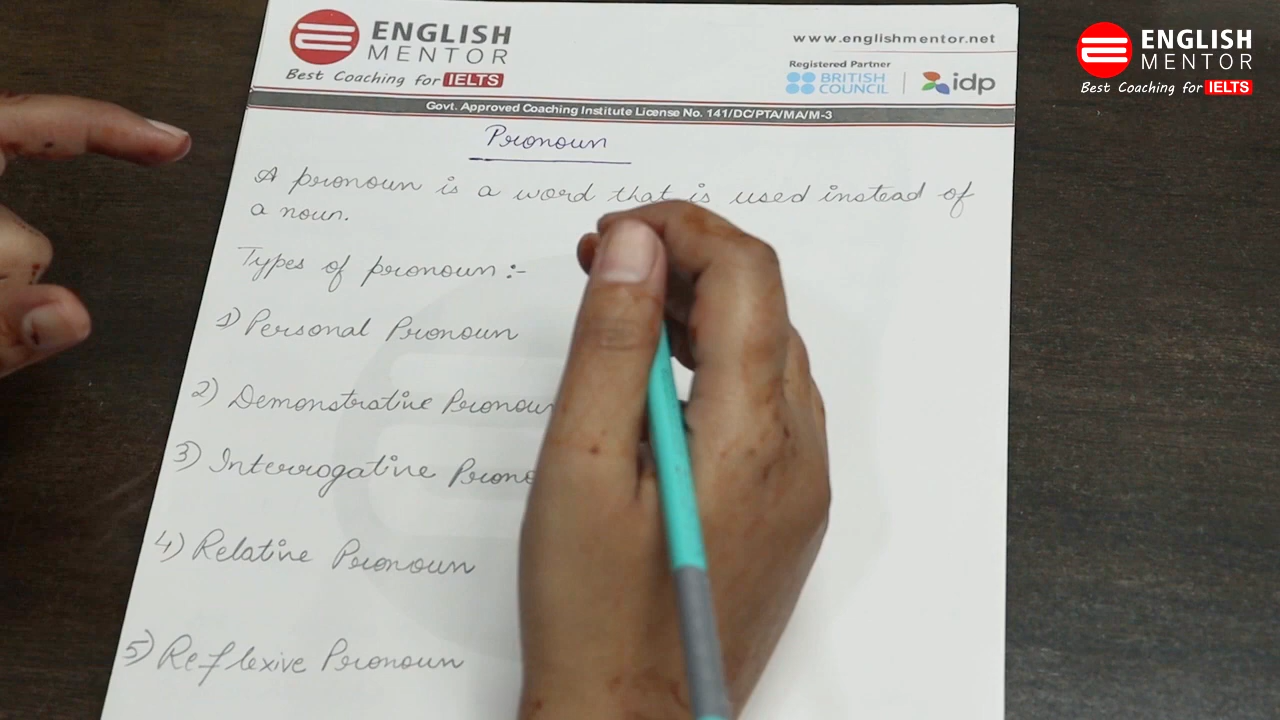 ENGLISH
MENTOR
Best Coaching for IELTS
www.englishmentor.net
Registered Partner
BRITISH
COUNCIL
idp
Govt. Approved Coaching Institute License No. 141/DC/PTA/MA/M-3
ENGLISH
MENTOR
Best Coaching for IELTS
Pronoun
A pronoun is a word that is used instead of
a noun.
Types of pronoun :-
1) Personal Pronoun
2) Demonstrative Pronoun
3) Interrogative Prono
4) Relative Pronoun
5) Reflexive Pronoun